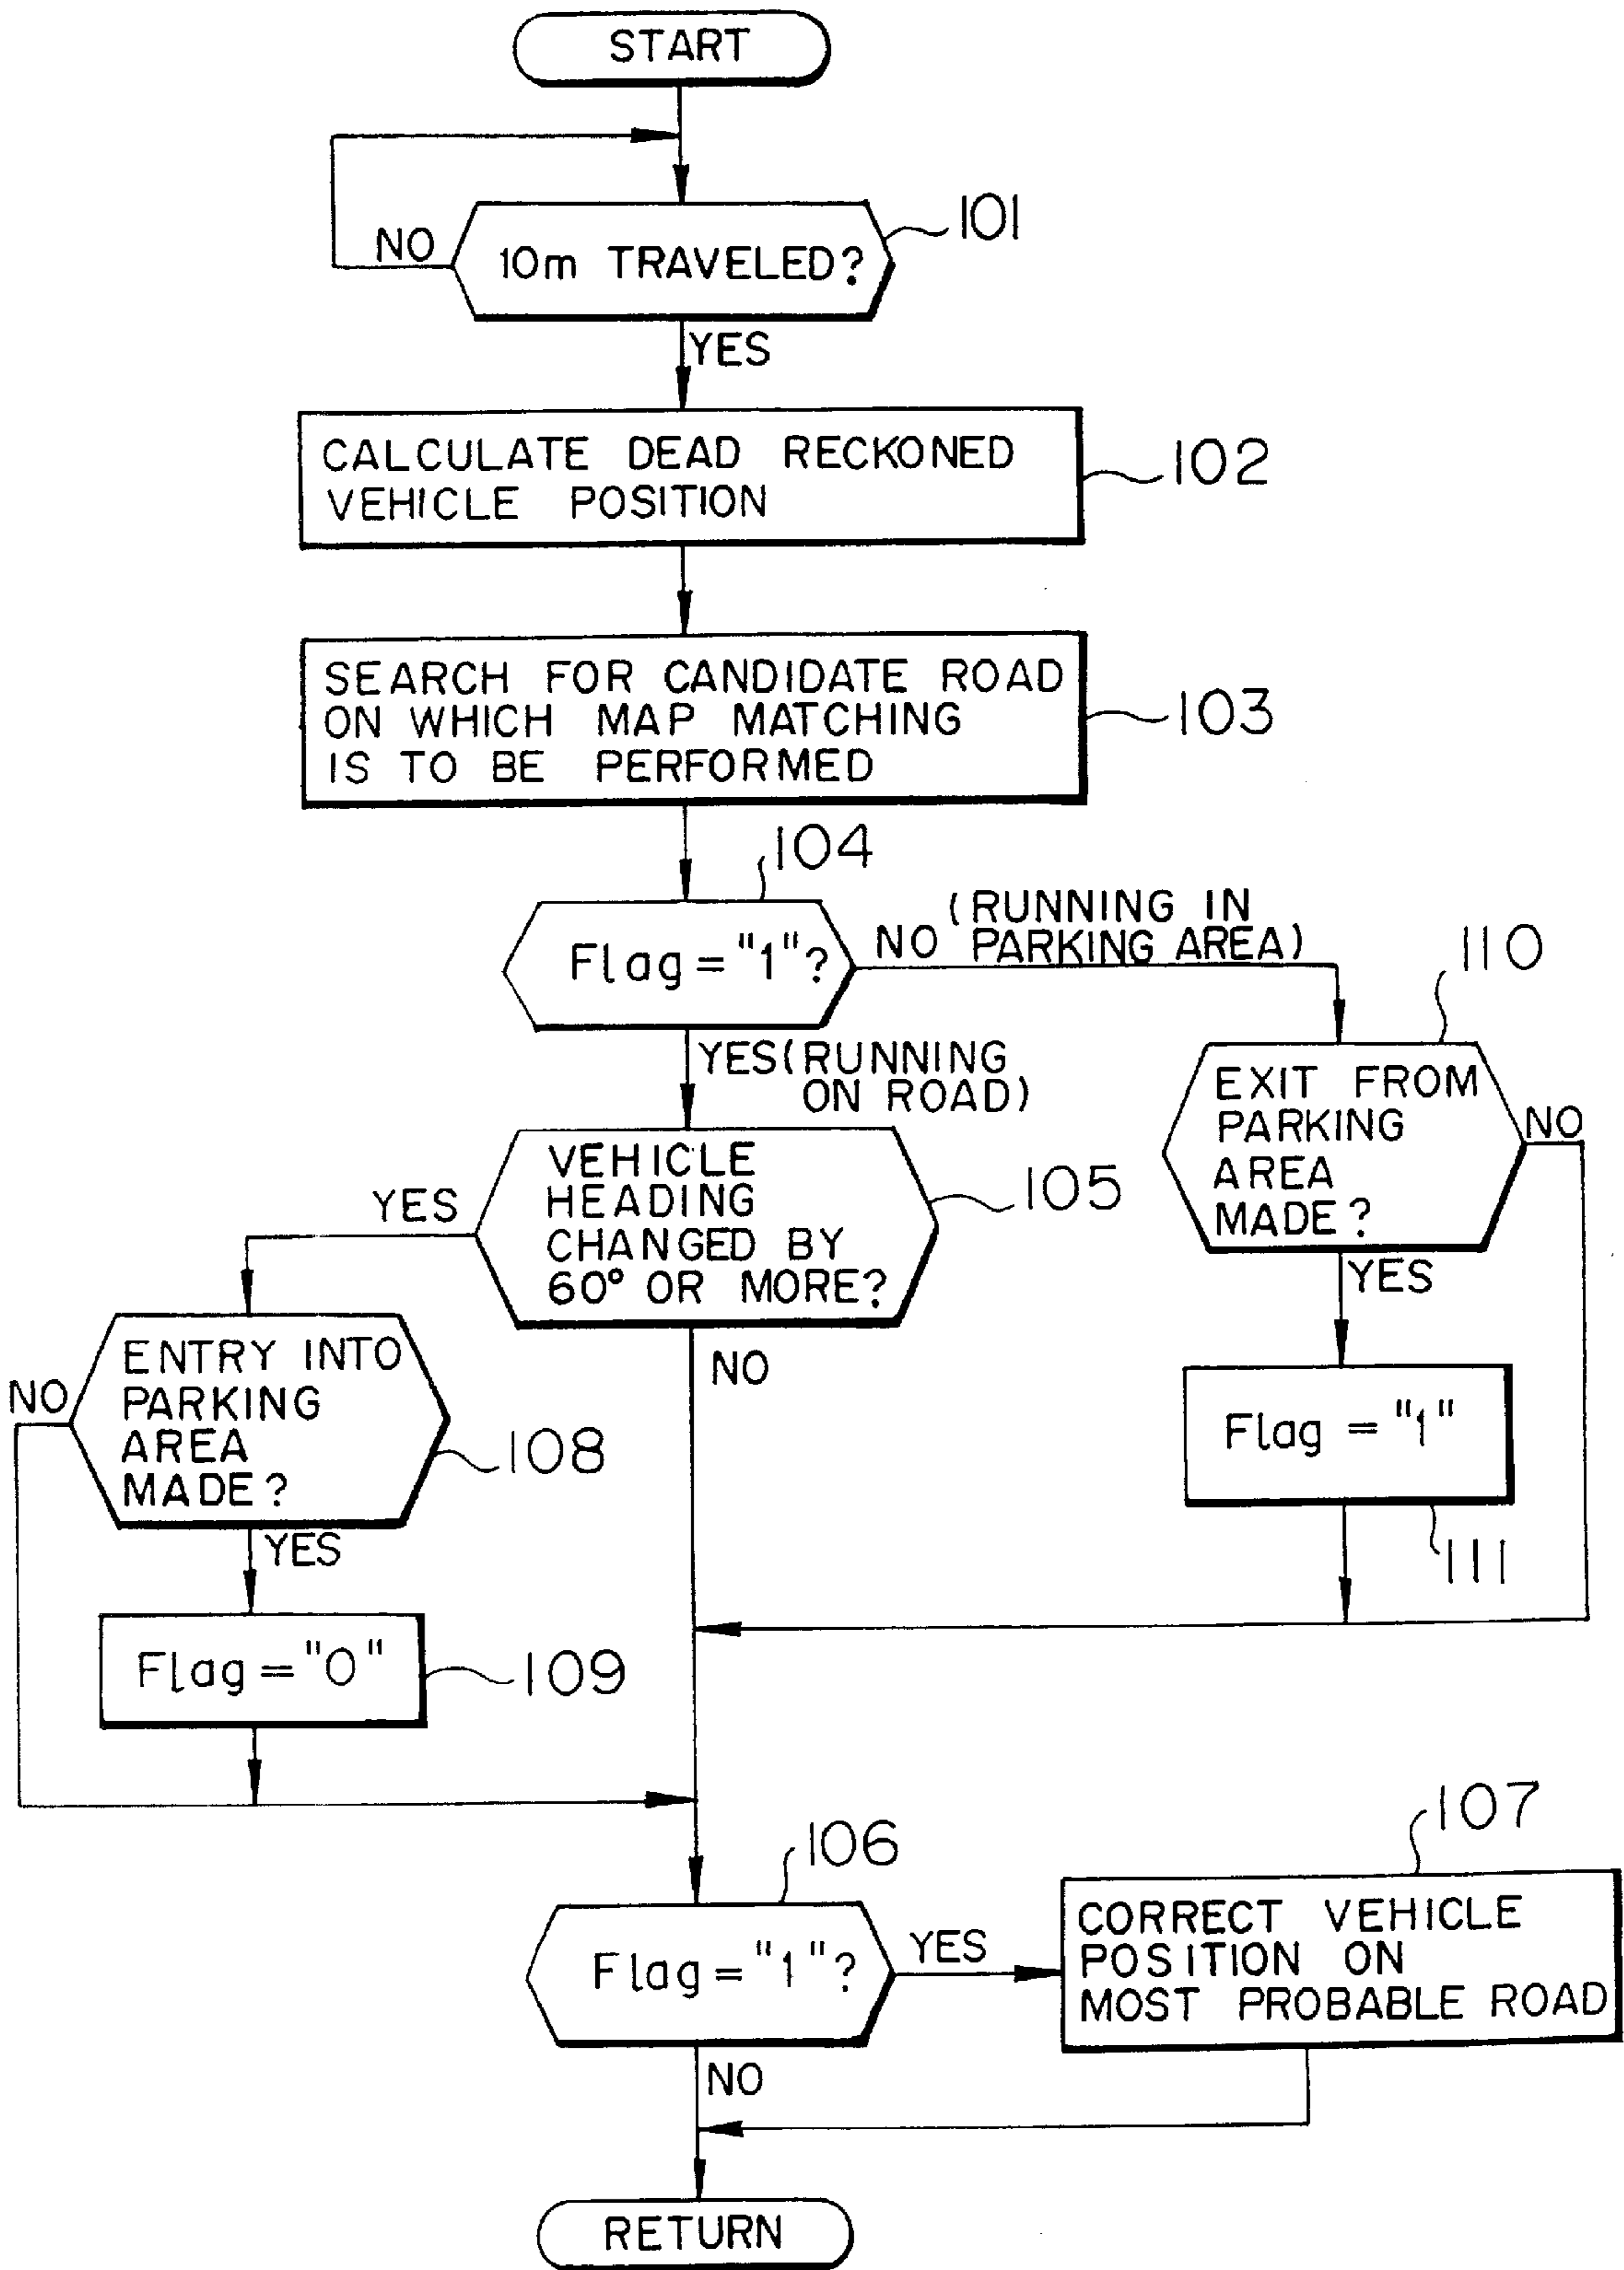 START
101
NO
10m TRAVELED?
YES
CALCULATE DEAD RECKONED
VEHICLE POSITION
102
SEARCH FOR CANDIDATE ROAD
ON WHICH MAP MATCHING
IS TO BE PERFORMED
103
104
Flag = "1"?
NO (RUNNING IN
PARKING AREA)
110
YES (RUNNING
ON ROAD)
EXIT FROM
PARKING
AREA
MADE?
NO
YES
VEHICLE
HEADING
CHANGED BY
60° OR MORE?
105
YES
NO
ENTRY INTO
PARKING
AREA
MADE?
NO
108
YES
Flag = "1"
111
Flag = "0"
109
106
Flag = "1"?
YES
107
CORRECT VEHICLE
POSITION ON
MOST PROBABLE ROAD
NO
RETURN